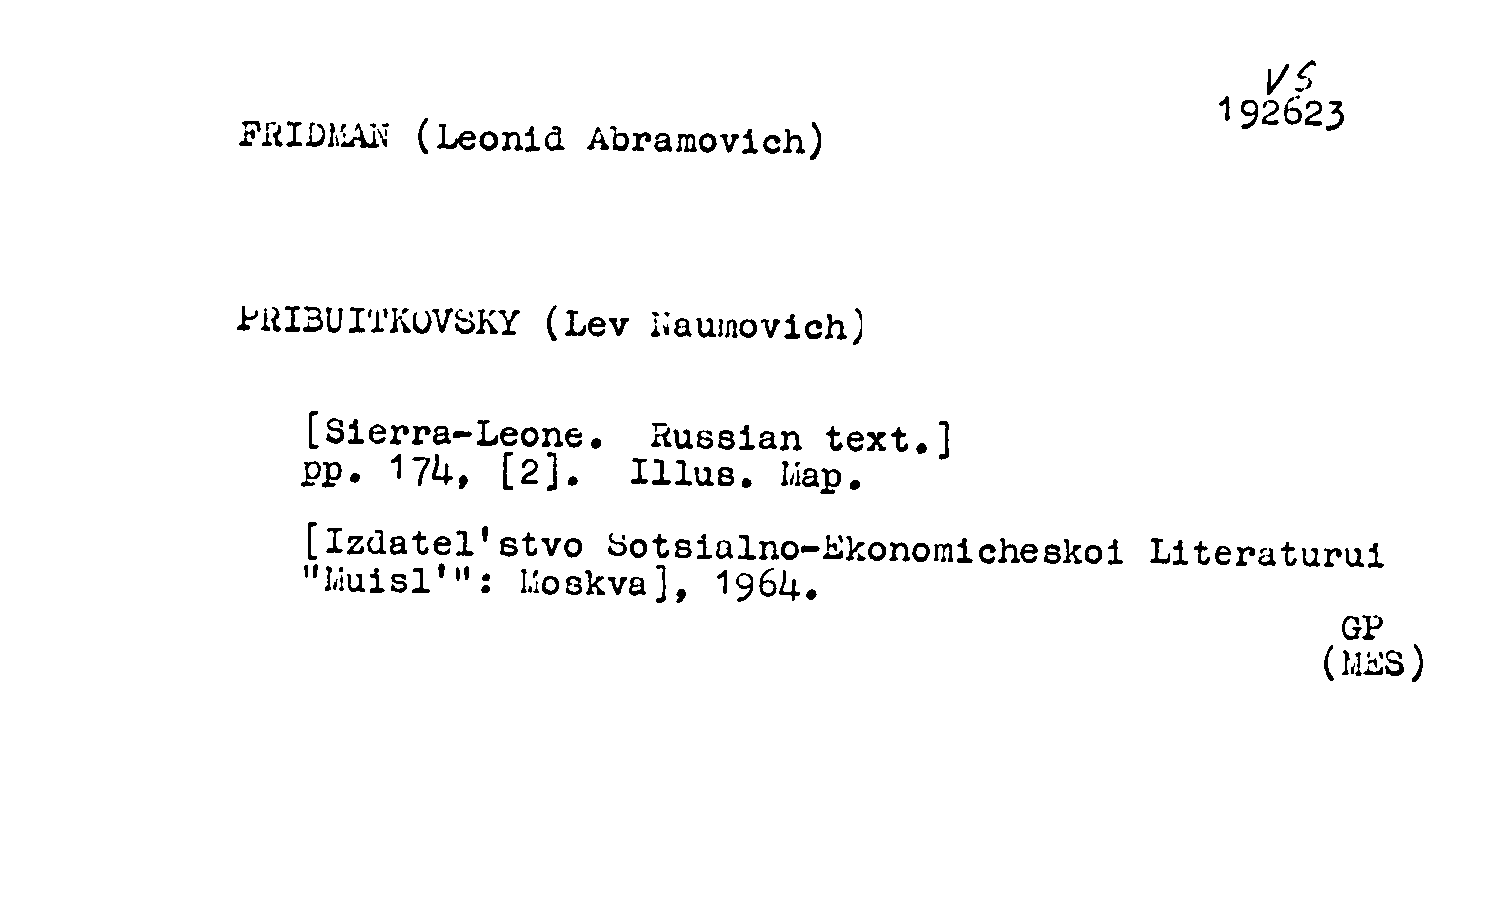 VS
192623
FRIDMAN (Leonid Abramovich)
PRIBUITKOVSKY (Lev Naumovich)
[Sierra-Leone. Russian text.]
pp. 174, [2]. Illus. Map.
[Izdatel'stvo Sotsialno-Ekonomicheskoi Literaturui
"Muisl'": Moskva], 1964.
GP
(MES)